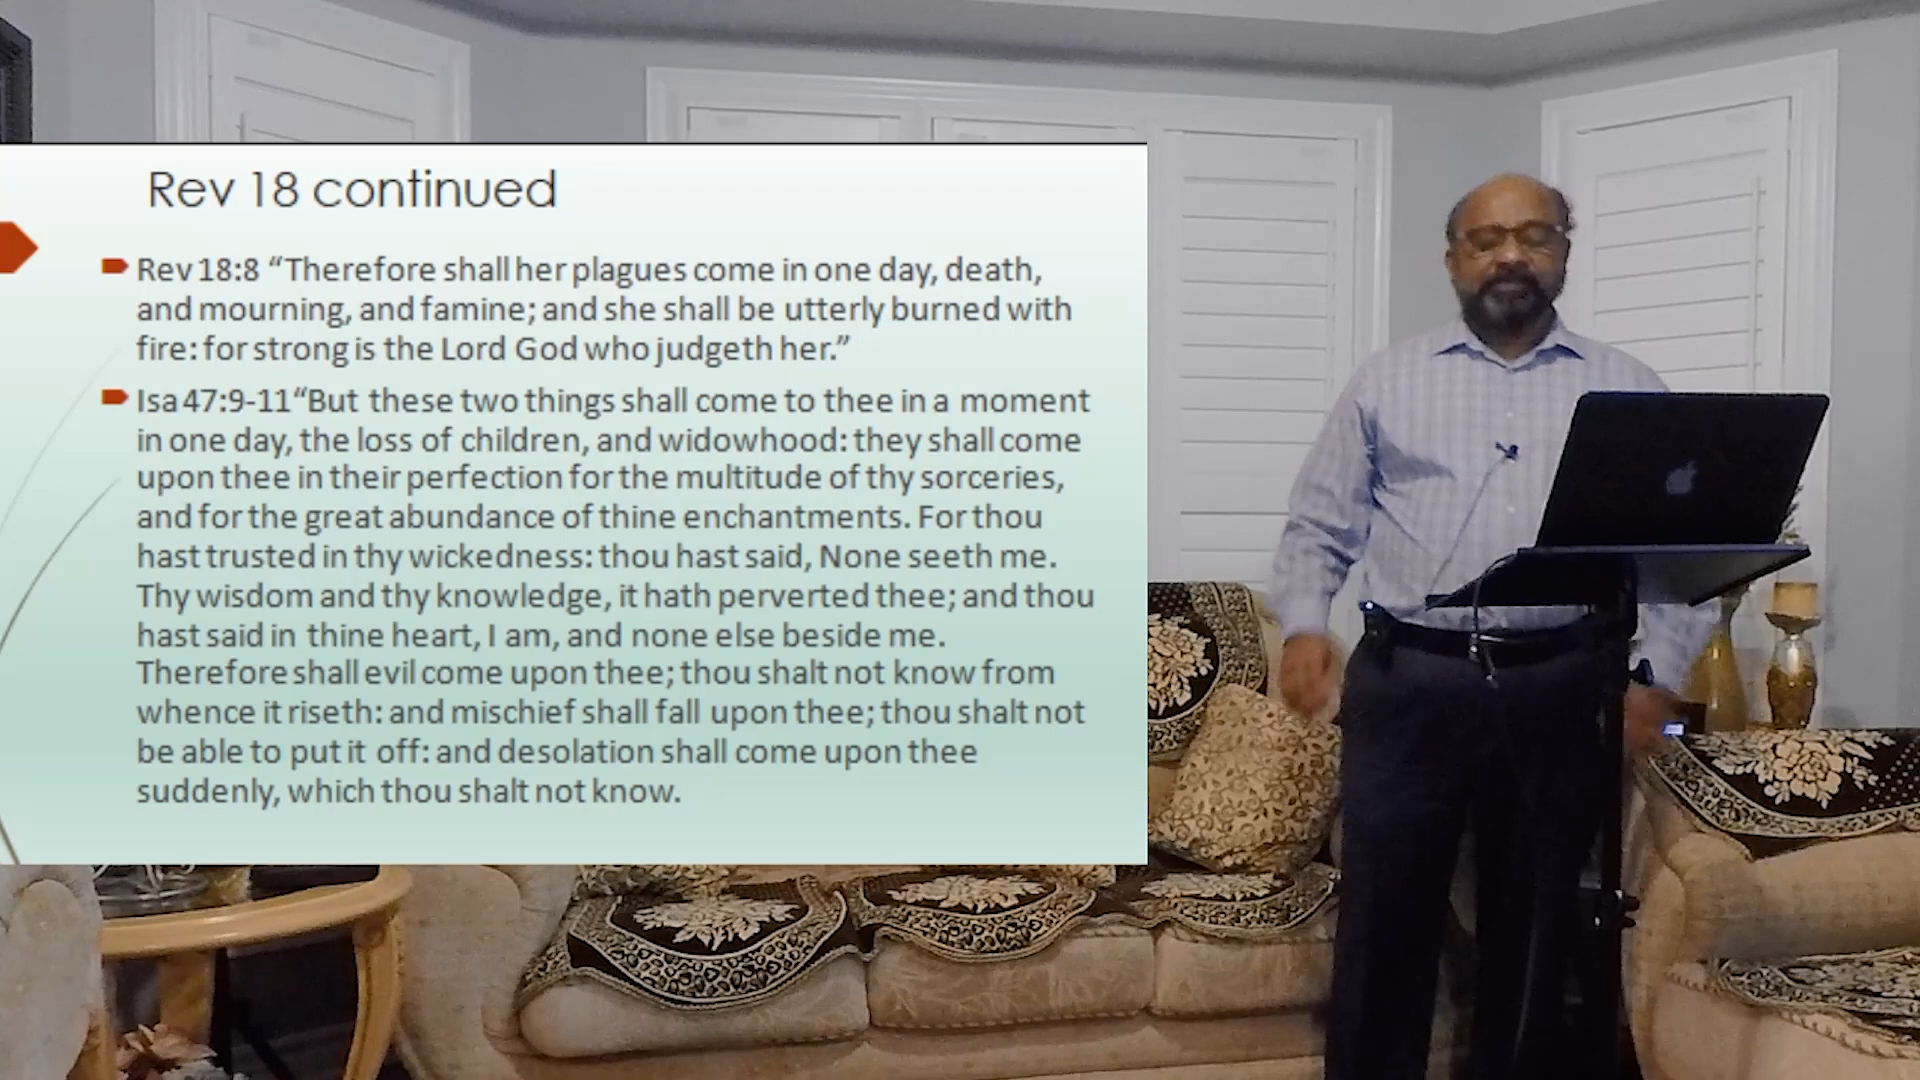 Rev 18 continued
Rev 18:8 “Therefore shall her plagues come in one day, death,
and mourning, and famine; and she shall be utterly burned with
fire: for strong is the Lord God who judgeth her.”
Isa 47:9-11“But these two things shall come to thee in a moment
in one day, the loss of children, and widowhood: they shall come
upon thee in their perfection for the multitude of thy sorceries,
and for the great abundance of thine enchantments. For thou
hast trusted in thy wickedness: thou hast said, None seeth me.
Thy wisdom and thy knowledge, it hath perverted thee; and thou
hast said in thine heart, I am, and none else beside me.
Therefore shall evil come upon thee; thou shalt not know from
whence it riseth: and mischief shall fall upon thee; thou shalt not
be able to put it off: and desolation shall come upon thee
suddenly, which thou shalt not know.